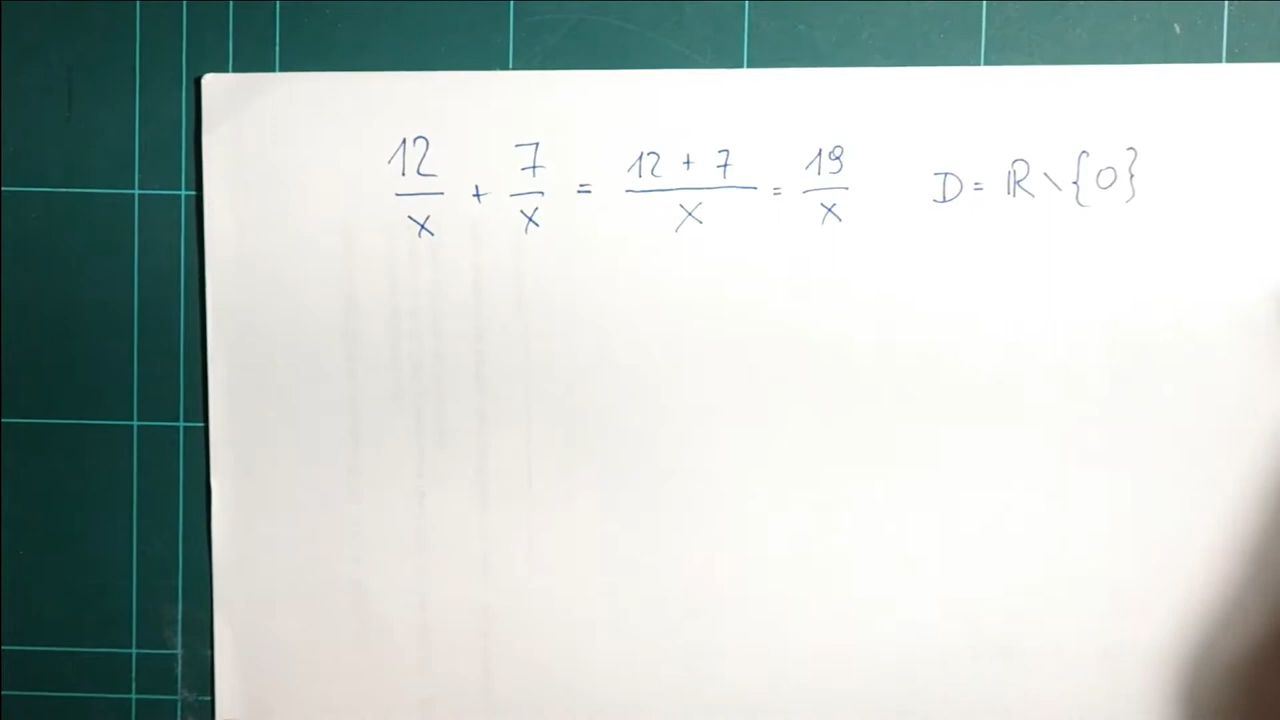 12/x + 7/x = (12 + 7)/x = 19/x D = ℝ \ {0}